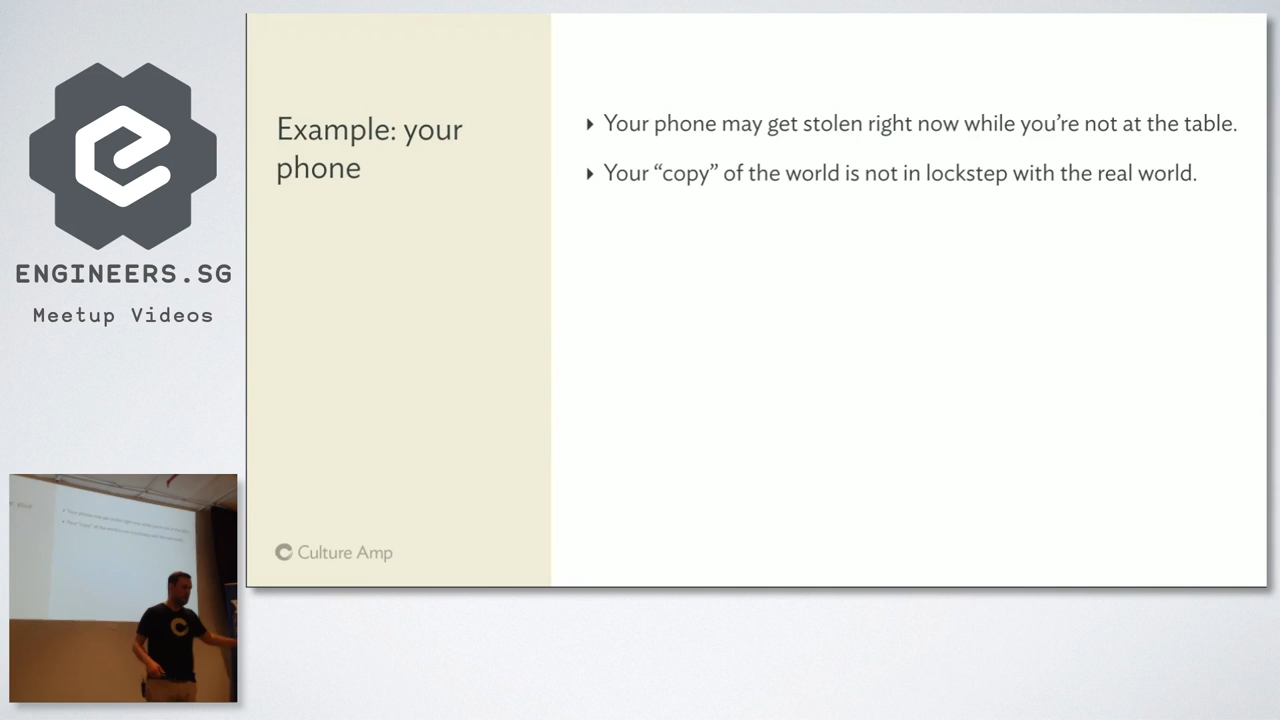 ENGINEERS.SG
Meetup Videos
Example: your
phone
▸ Your phone may get stolen right now while you’re not at the table.
▸ Your “copy” of the world is not in lockstep with the real world.
Culture Amp